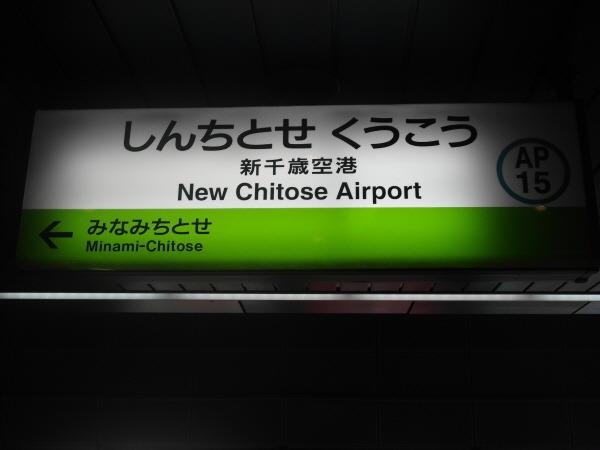 しんちとせ くうこう
新千歳空港
New Chitose Airport
AP
15
← みなみちとせ
Minami-Chitose